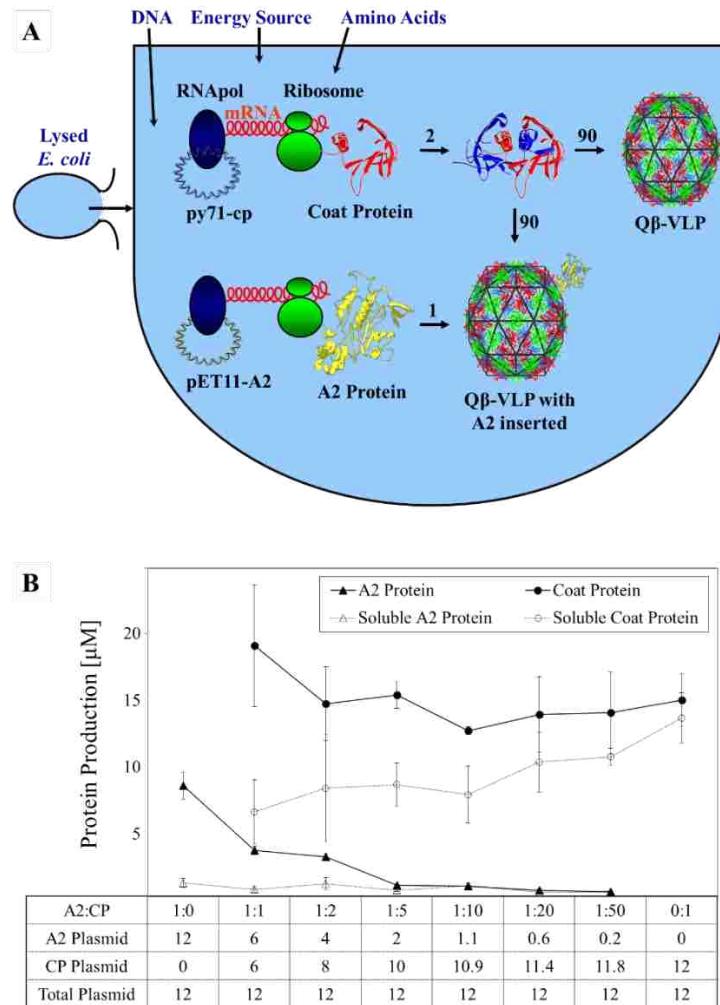 A
DNA Energy Source Amino Acids
RNApol Ribosome
mRNA
Lysed
E. coli
2 90
py71-cp Coat Protein Qβ-VLP
90
1
pET11-A2 A2 Protein Qβ-VLP with
A2 inserted
B
A2 Protein Coat Protein
Soluble A2 Protein Soluble Coat Protein
Protein Production [µM]
20
15
10
5
A2:CP 1:0 1:1 1:2 1:5 1:10 1:20 1:50 0:1
A2 Plasmid 12 6 4 2 1.1 0.6 0.2 0
CP Plasmid 0 6 8 10 10.9 11.4 11.8 12
Total Plasmid 12 12 12 12 12 12 12 12